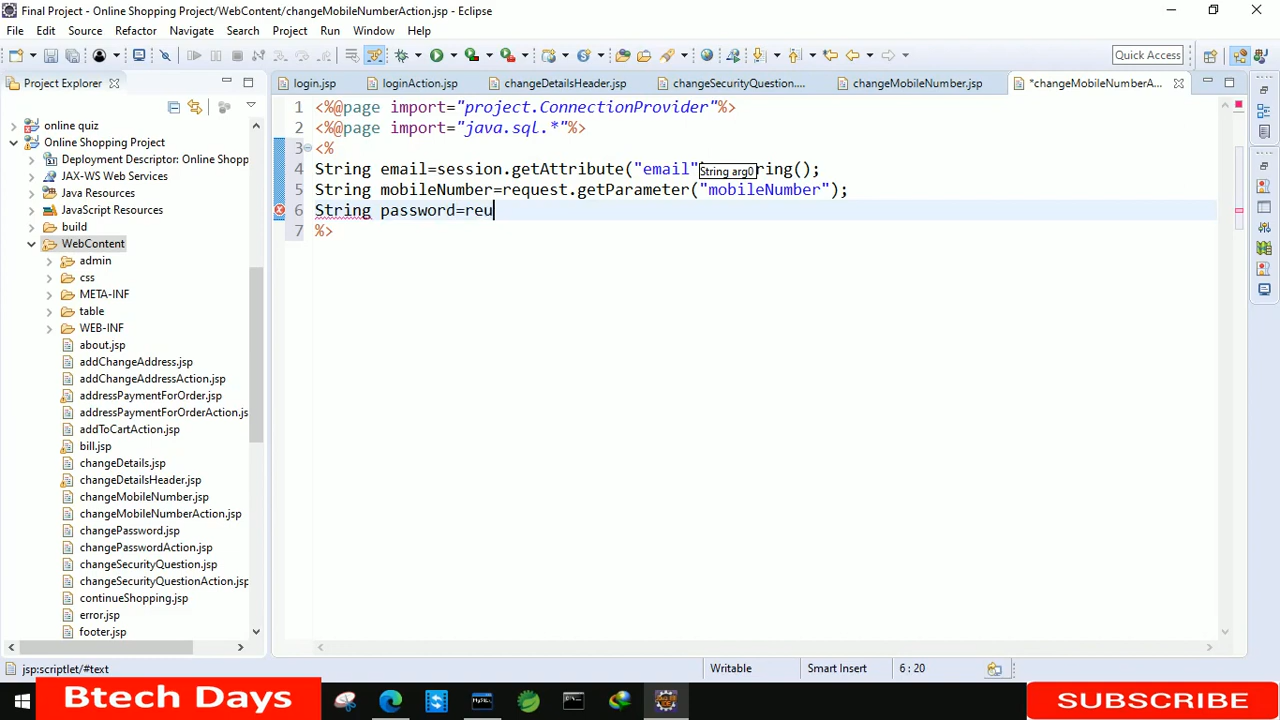 Final Project - Online Shopping Project/WebContent/changeMobileNumberAction.jsp - Eclipse
File Edit Source Refactor Navigate Search Project Run Window Help
Quick Access
Project Explorer
login.jsp loginAction.jsp changeDetailsHeader.jsp changeSecurityQuestion.... changeMobileNumber.jsp *changeMobileNumberA...
online quiz
Online Shopping Project
Deployment Descriptor: Online Shopp
JAX-WS Web Services
Java Resources
JavaScript Resources
build
WebContent
admin
css
META-INF
table
WEB-INF
about.jsp
addChangeAddress.jsp
addChangeAddressAction.jsp
addressPaymentForOrder.jsp
addressPaymentForOrderAction.js
addToCartAction.jsp
bill.jsp
changeDetails.jsp
changeDetailsHeader.jsp
changeMobileNumber.jsp
changeMobileNumberAction.jsp
changePassword.jsp
changePasswordAction.jsp
changeSecurityQuestion.jsp
changeSecurityQuestionAction.jsp
continueShopping.jsp
error.jsp
footer.jsp
1 <%@page import="project.ConnectionProvider"%>
2 <%@page import="java.sql.*"%>
3 <%
4 String email=session.getAttribute("email" String arg0 ring();
5 String mobileNumber=request.getParameter("mobileNumber");
6 String password=reu
7 %>
jsp:scriptlet/#text Writable Smart Insert 6 : 20
Btech Days
SUBSCRIBE